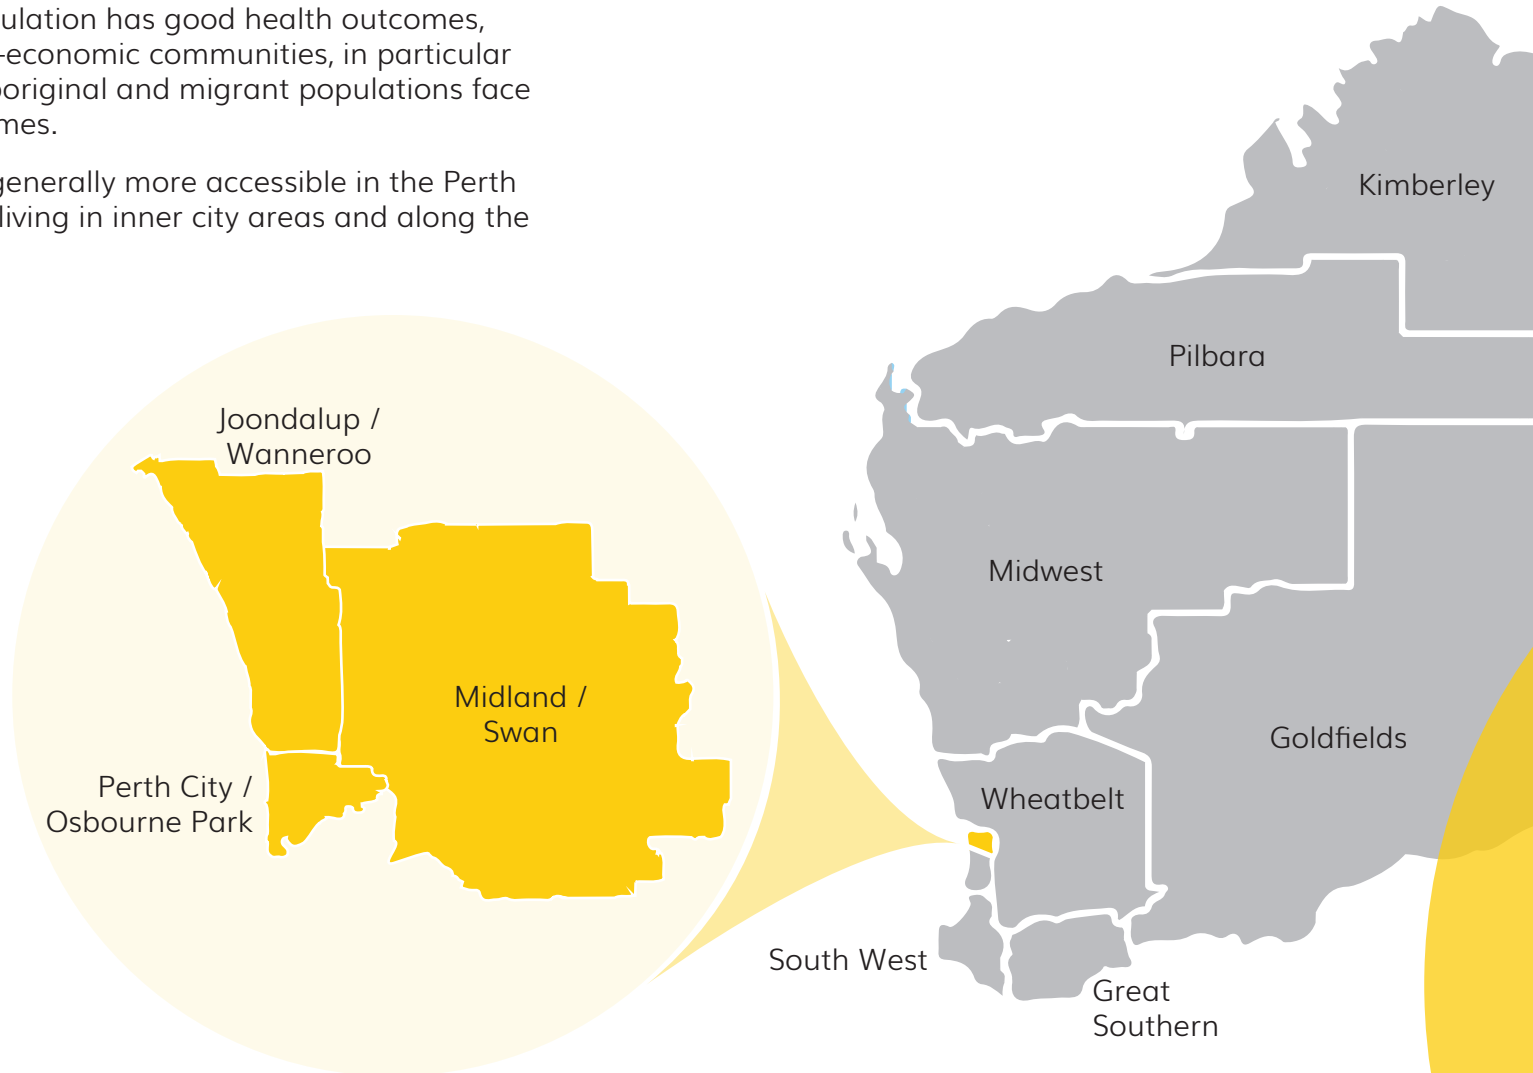 ulation has good health outcomes,
-economic communities, in particular
original and migrant populations face
mes.
generally more accessible in the Perth
living in inner city areas and along the
Kimberley
Pilbara
Joondalup /
Wanneroo
Midwest
Midland /
Swan
Goldfields
Perth City /
Osbourne Park
Wheatbelt
South West
Great
Southern